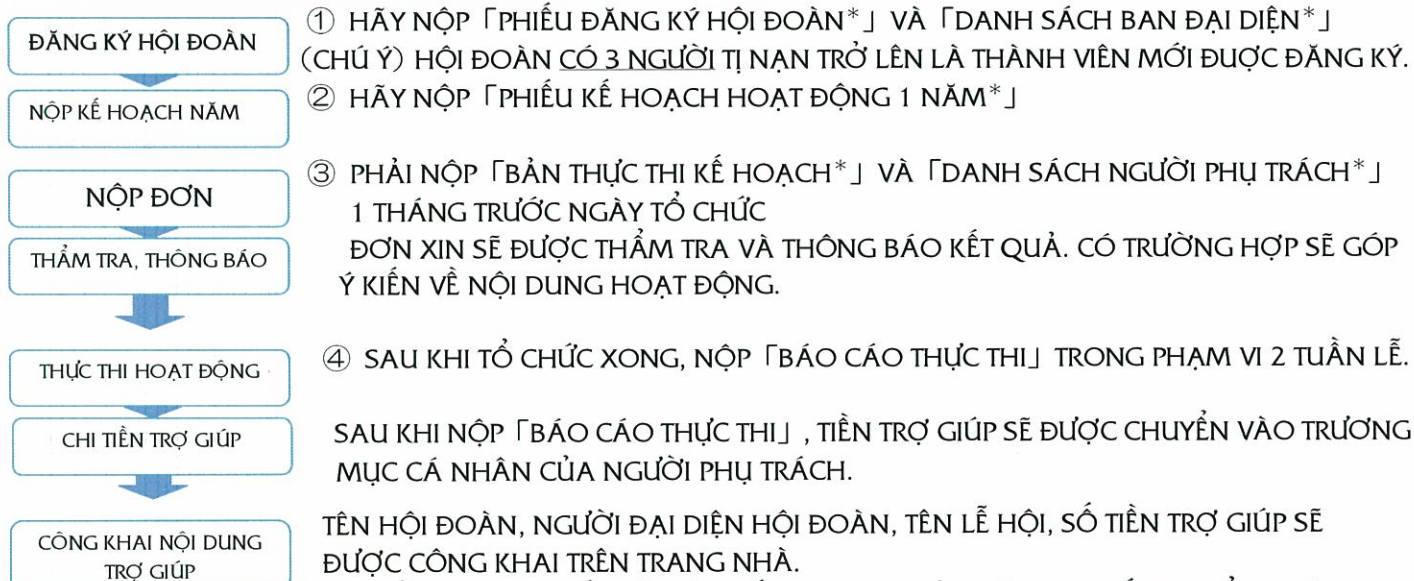 ĐĂNG KÝ HỘI ĐOÀN
① HÃY NỘP「PHIẾU ĐĂNG KÝ HỘI ĐOÀN*」VÀ「DANH SÁCH BAN ĐẠI DIỆN*」
(CHÚ Ý) HỘI ĐOÀN CÓ 3 NGƯỜI TỊ NẠN TRỞ LÊN LÀ THÀNH VIÊN MỚI ĐUỢC ĐĂNG KÝ.
NỘP KẾ HOẠCH NĂM
② HÃY NỘP「PHIẾU KẾ HOẠCH HOẠT ĐỘNG 1 NĂM*」
NỘP ĐƠN
③ PHẢI NỘP「BẢN THỰC THI KẾ HOẠCH*」VÀ「DANH SÁCH NGƯỜI PHỤ TRÁCH*」
1 THÁNG TRƯỚC NGÀY TỔ CHỨC
THẨM TRA, THÔNG BÁO
ĐƠN XIN SẼ ĐƯỢC THẨM TRA VÀ THÔNG BÁO KẾT QUẢ. CÓ TRƯỜNG HỢP SẼ GÓP
Ý KIẾN VỀ NỘI DUNG HOẠT ĐỘNG.
THỰC THI HOẠT ĐỘNG
④ SAU KHI TỔ CHỨC XONG, NỘP「BÁO CÁO THỰC THI」TRONG PHẠM VI 2 TUẦN LỄ.
CHI TIỀN TRỢ GIÚP
SAU KHI NỘP「BÁO CÁO THỰC THI」, TIỀN TRỢ GIÚP SẼ ĐƯỢC CHUYỂN VÀO TRƯƠNG
MỤC CÁ NHÂN CỦA NGƯỜI PHỤ TRÁCH.
CÔNG KHAI NỘI DUNG
TRỢ GIÚP
TÊN HỘI ĐOÀN, NGƯỜI ĐẠI DIỆN HỘI ĐOÀN, TÊN LỄ HỘI, SỐ TIỀN TRỢ GIÚP SẼ
ĐƯỢC CÔNG KHAI TRÊN TRANG NHÀ.